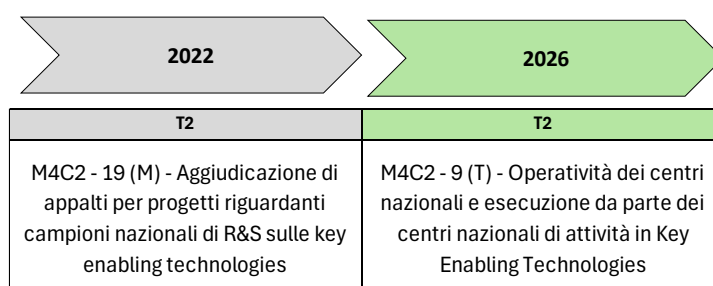 2022
2026
T2
T2
M4C2 - 19 (M) - Aggiudicazione di
appalti per progetti riguardanti
campioni nazionali di R&S sulle key
enabling technologies
M4C2 - 9 (T) - Operatività dei centri
nazionali e esecuzione da parte dei
centri nazionali di attività in Key
Enabling Technologies